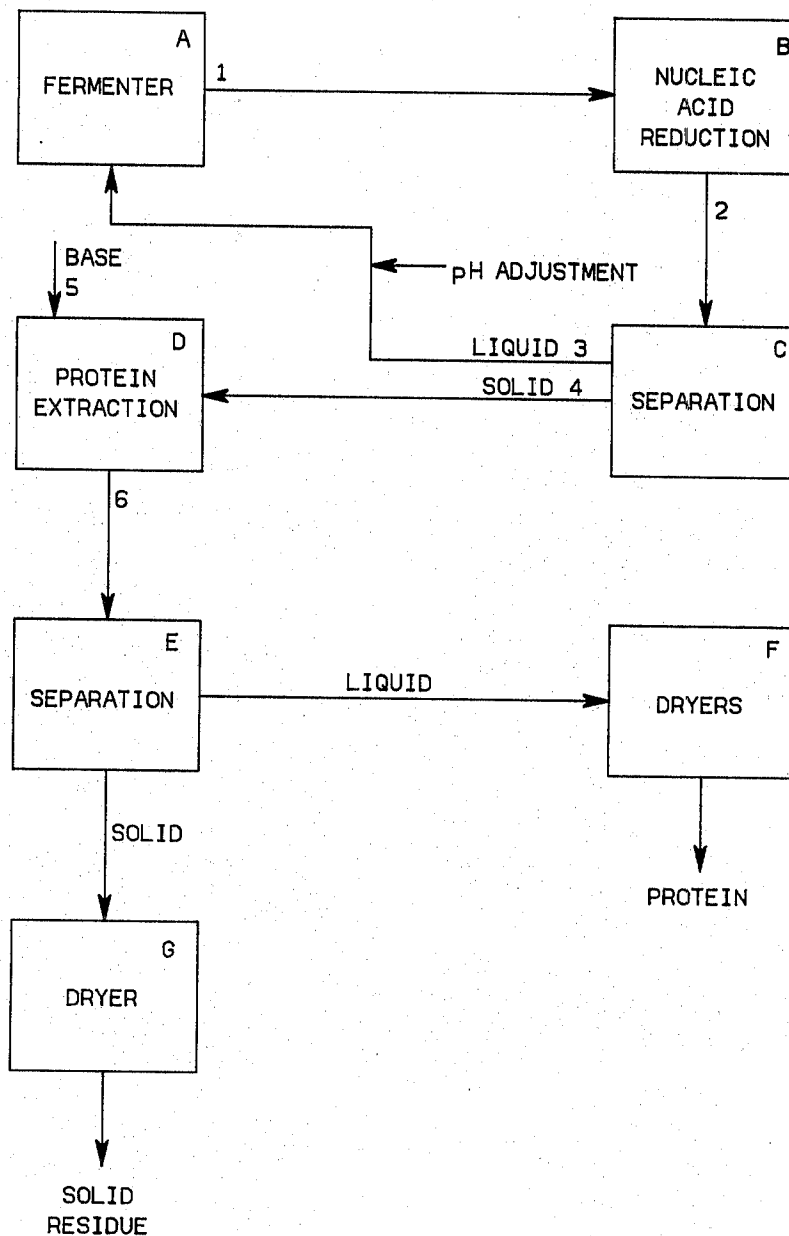 A
FERMENTER
1
B
NUCLEIC
ACID
REDUCTION
2
BASE
5
pH ADJUSTMENT
D
PROTEIN
EXTRACTION
LIQUID 3
SOLID 4
C
SEPARATION
6
E
SEPARATION
LIQUID
F
DRYERS
SOLID
PROTEIN
G
DRYER
SOLID
RESIDUE